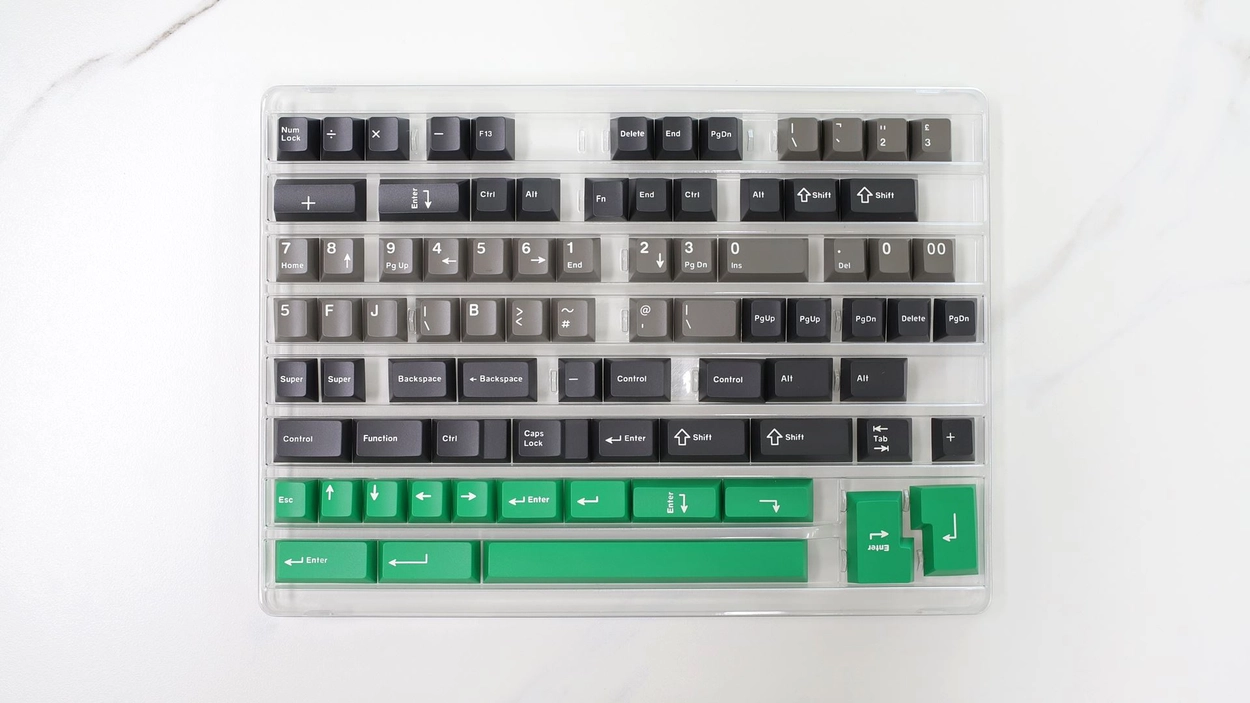 Num Lock ÷ × − F13 Delete End PgDn | \ ¬ ` " 2 £ 3
+ Enter Ctrl Alt Fn End Ctrl Alt Shift Shift
7 Home 8 ↑ 9 Pg Up 4 ← 5 6 → 1 End 2 ↓ 3 Pg Dn 0 Ins . Del 0 00
5 F J | \ B > < ~ # @ ' | \ PgUp PgUp PgDn Delete PgDn
Super Super Backspace ← Backspace − Control Control Alt Alt
Control Function Ctrl Caps Lock Enter Shift Shift Tab +
Esc ↑ ↓ ← → Enter Enter Enter
Enter